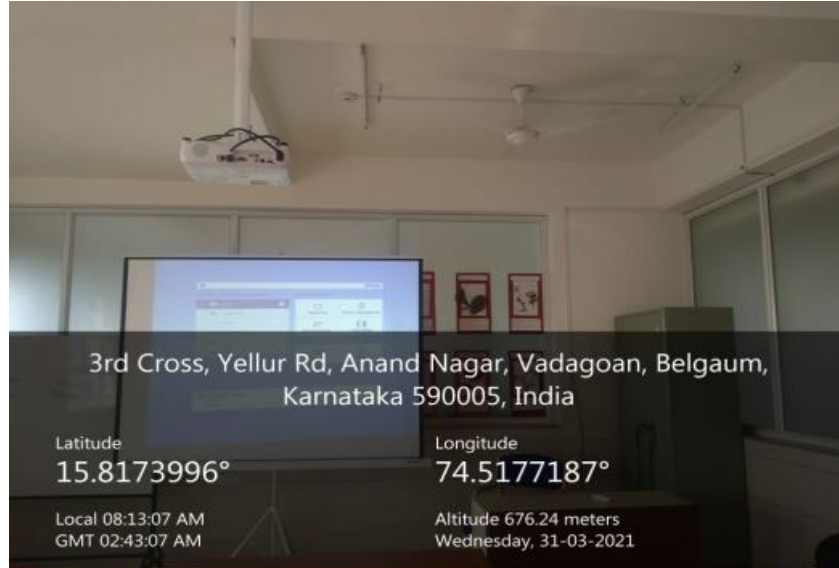 3rd Cross, Yellur Rd, Anand Nagar, Vadagoan, Belgaum,
Karnataka 590005, India
Latitude
15.8173996°
Longitude
74.5177187°
Local 08:13:07 AM
GMT 02:43:07 AM
Altitude 676.24 meters
Wednesday, 31-03-2021